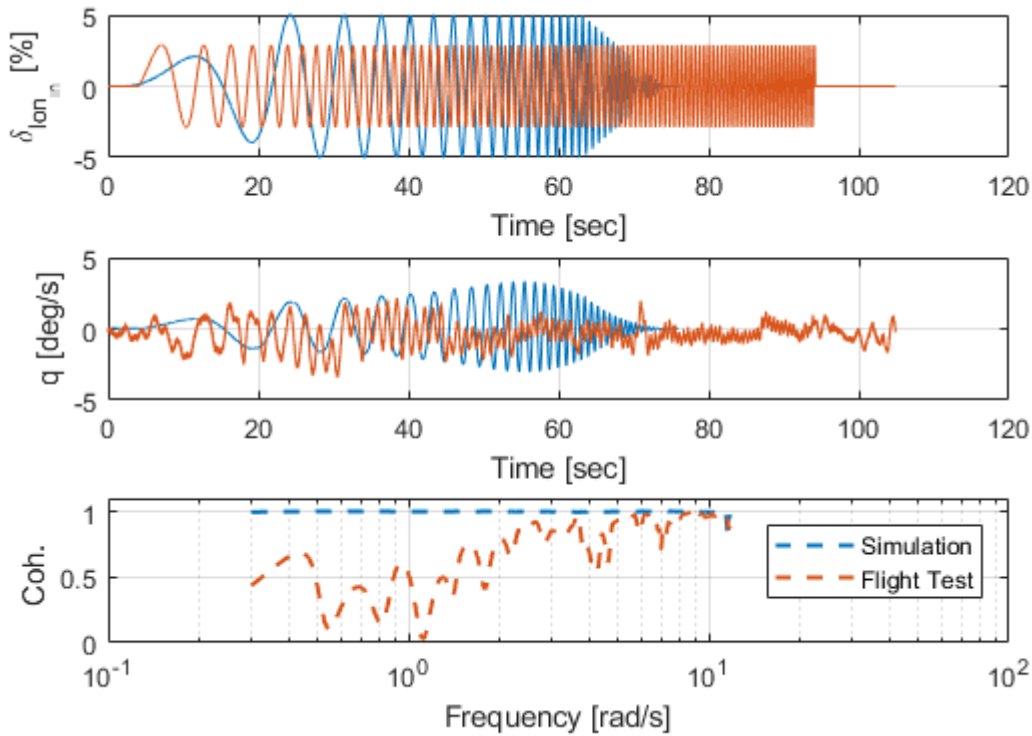 δlon_in [%]
5
0
-5
0 20 40 60 80 100 120
Time [sec]
q [deg/s]
5
0
-5
0 20 40 60 80 100 120
Time [sec]
Coh.
1
0.5
0
Simulation
Flight Test
10^-1 10^0 10^1 10^2
Frequency [rad/s]